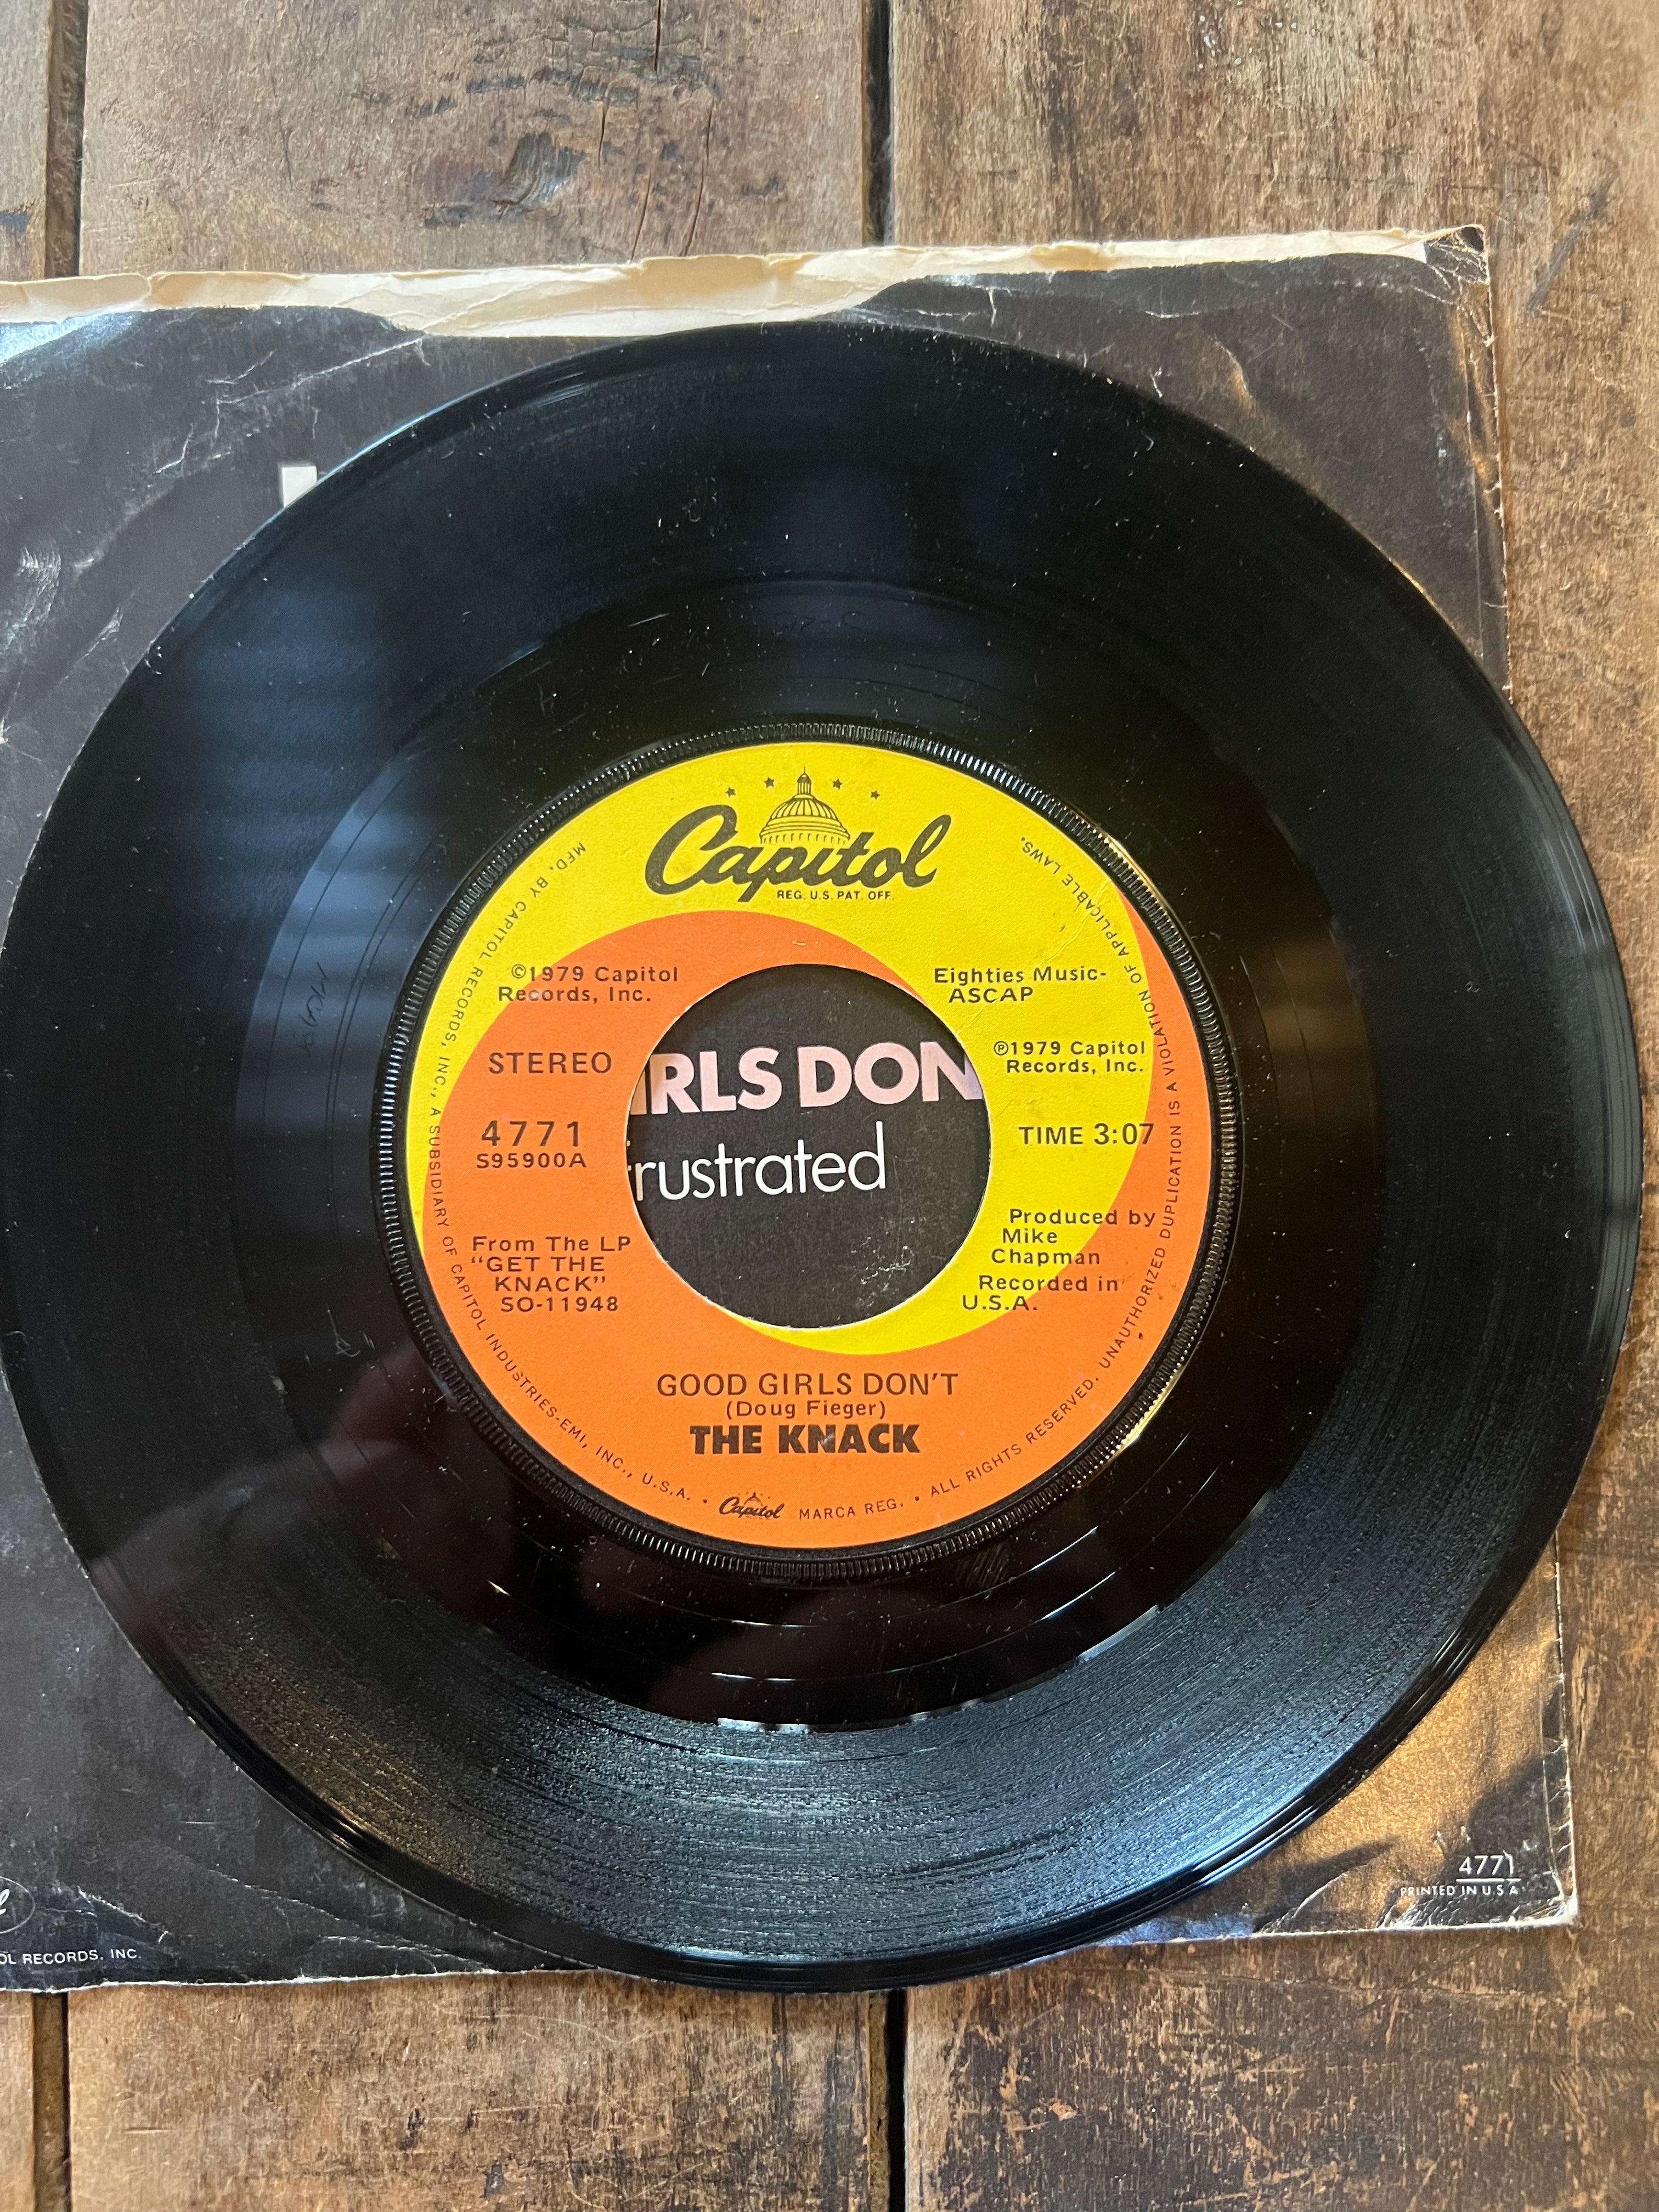 Capitol
REG. U.S. PAT. OFF.
MFD. BY CAPITOL RECORDS, INC., A SUBSIDIARY OF CAPITOL INDUSTRIES-EMI, INC., U.S.A. • Capitol MARCA REG. • ALL RIGHTS RESERVED. UNAUTHORIZED DUPLICATION IS A VIOLATION OF APPLICABLE LAWS.
©1979 Capitol
Records, Inc.
STEREO
4771
S95900A
From The LP
"GET THE
KNACK"
SO-11948
Eighties Music-
ASCAP
℗1979 Capitol
Records, Inc.
TIME 3:07
Produced by
Mike
Chapman
Recorded in
U.S.A.
IRLS DON
frustrated
GOOD GIRLS DON'T
(Doug Fieger)
THE KNACK
4771
PRINTED IN U.S.A
OL RECORDS, INC.